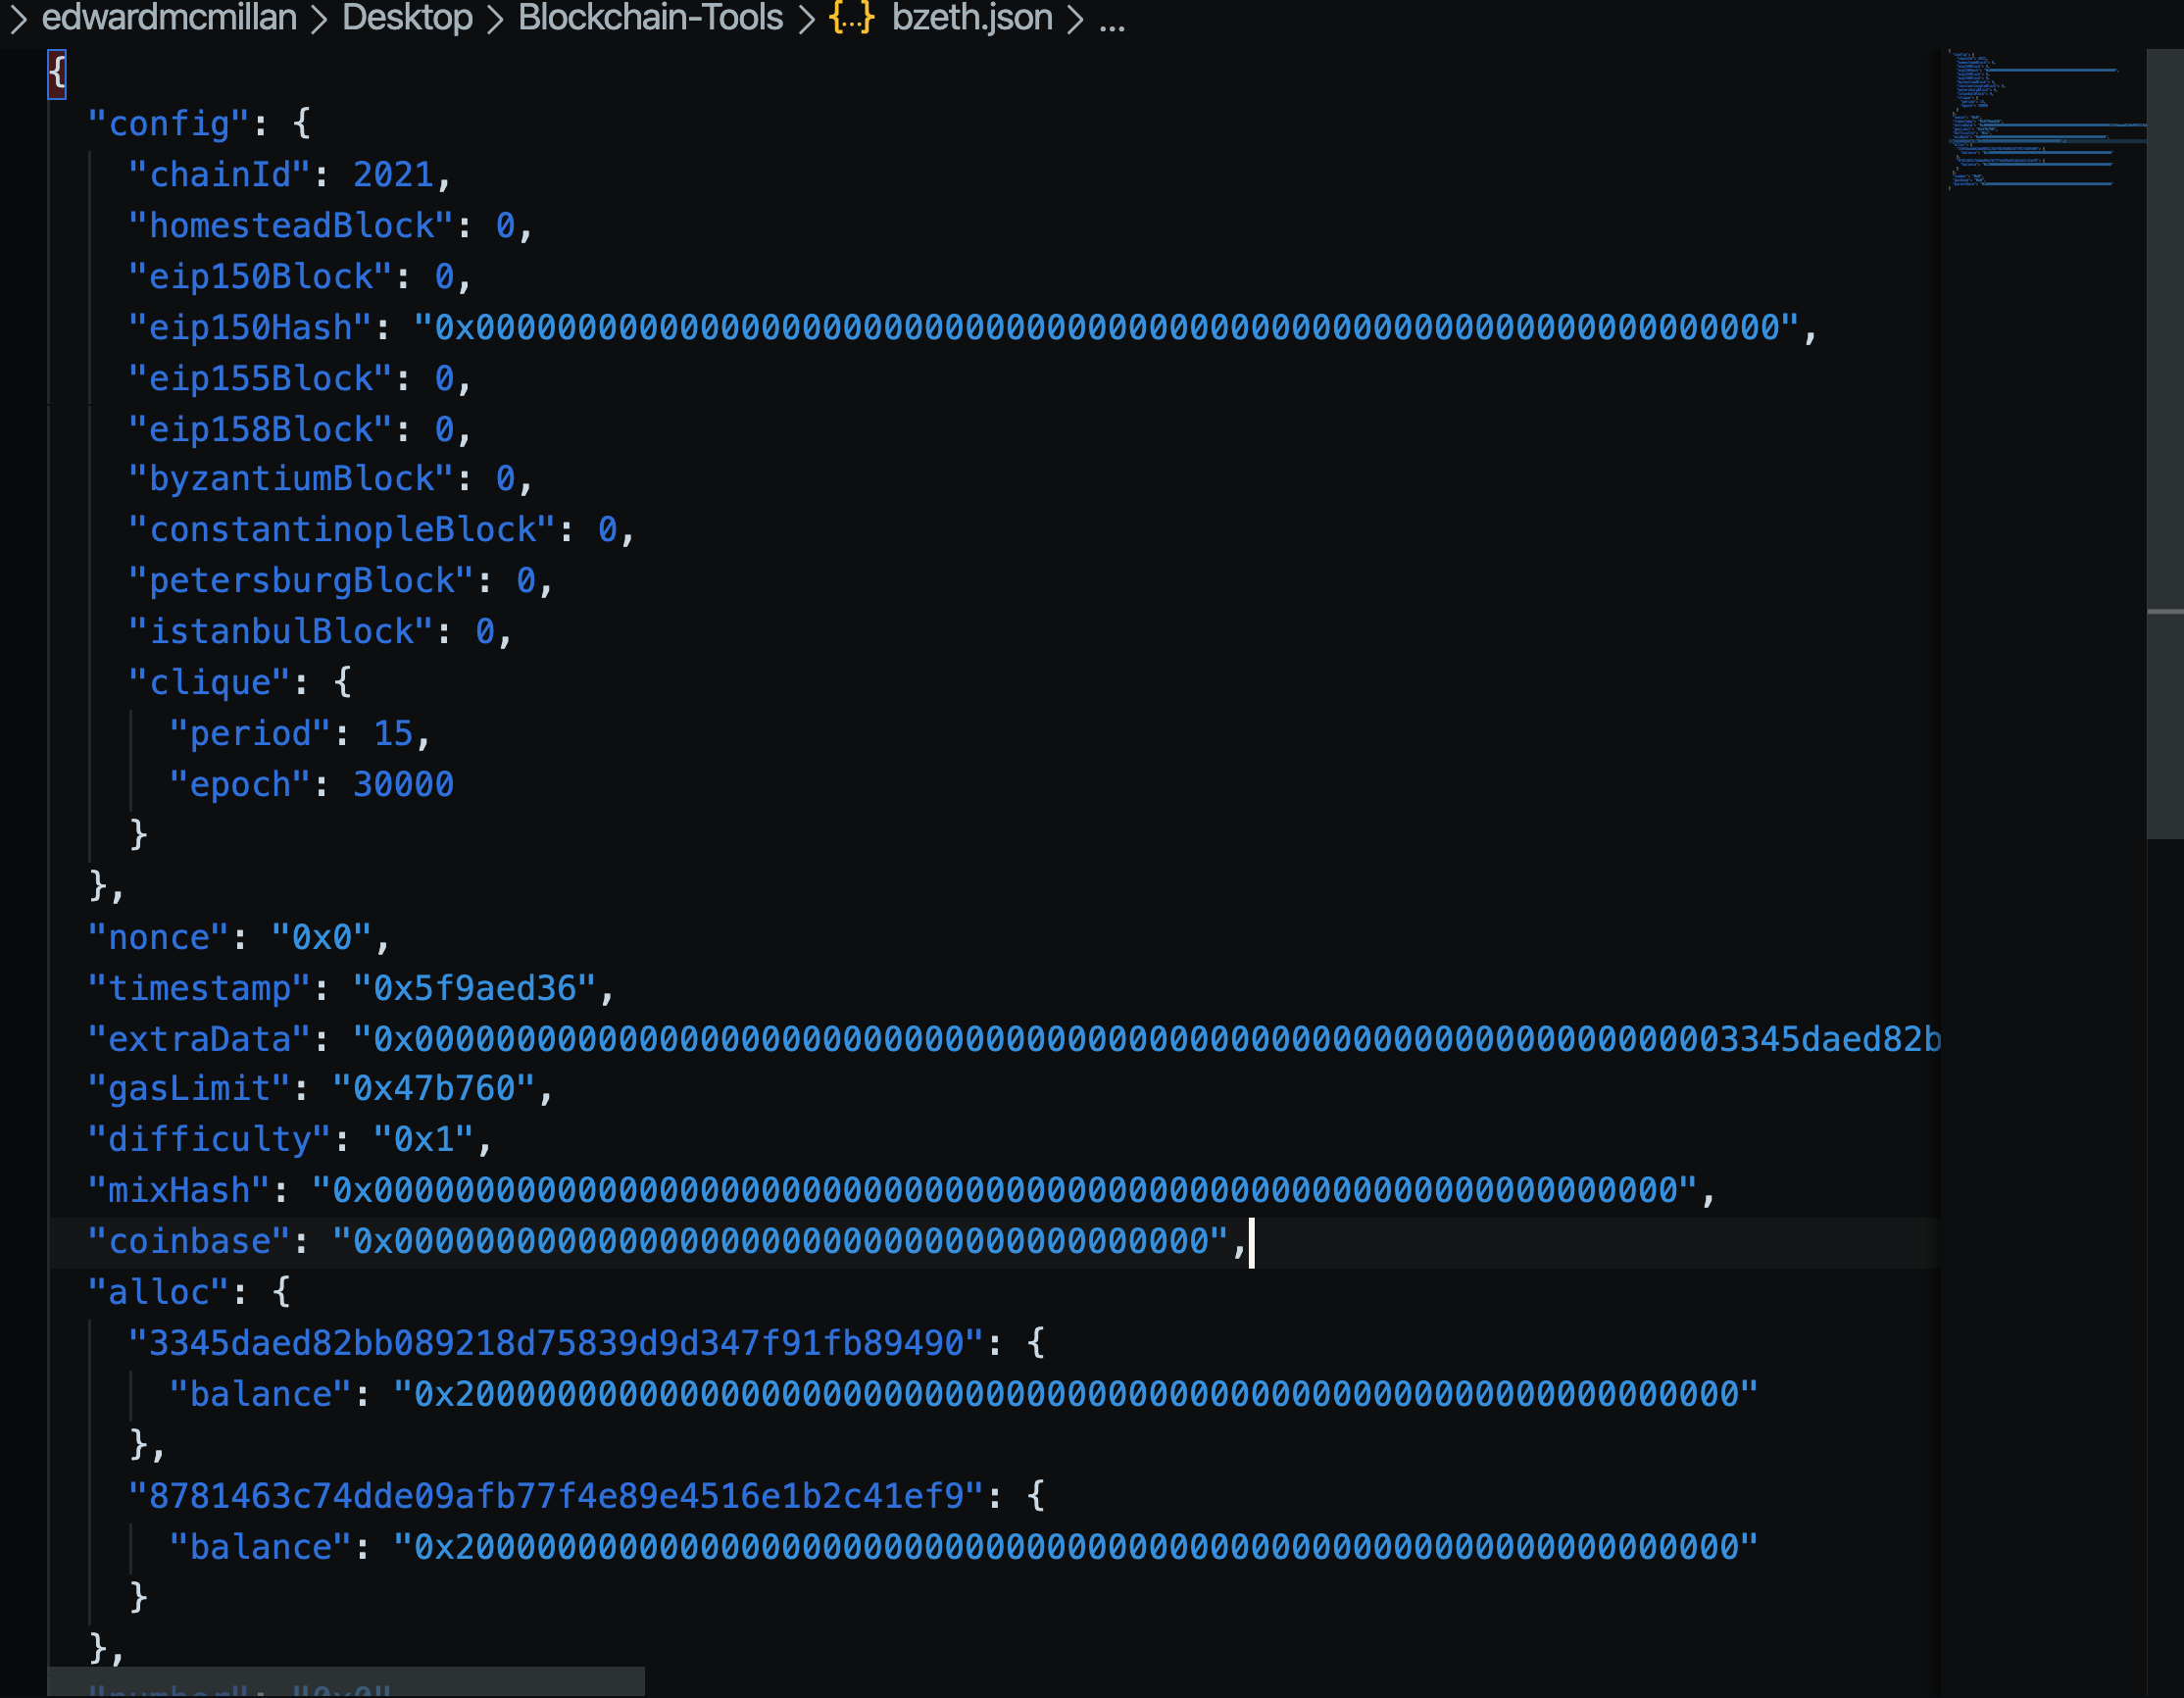 edwardmcmillan > Desktop > Blockchain-Tools > {…} bzeth.json > ...
{
"config": {
"chainId": 2021,
"homesteadBlock": 0,
"eip150Block": 0,
"eip150Hash": "0x0000000000000000000000000000000000000000000000000000000000000000",
"eip155Block": 0,
"eip158Block": 0,
"byzantiumBlock": 0,
"constantinopleBlock": 0,
"petersburgBlock": 0,
"istanbulBlock": 0,
"clique": {
"period": 15,
"epoch": 30000
}
},
"nonce": "0x0",
"timestamp": "0x5f9aed36",
"extraData": "0x00000000000000000000000000000000000000000000000000000000000000003345daed82b
"gasLimit": "0x47b760",
"difficulty": "0x1",
"mixHash": "0x0000000000000000000000000000000000000000000000000000000000000000",
"coinbase": "0x0000000000000000000000000000000000000000",
"alloc": {
"3345daed82bb089218d75839d9d347f91fb89490": {
"balance": "0x200000000000000000000000000000000000000000000000000000000000000"
},
"8781463c74dde09afb77f4e89e4516e1b2c41ef9": {
"balance": "0x200000000000000000000000000000000000000000000000000000000000000"
}
},
"number": "0x0"